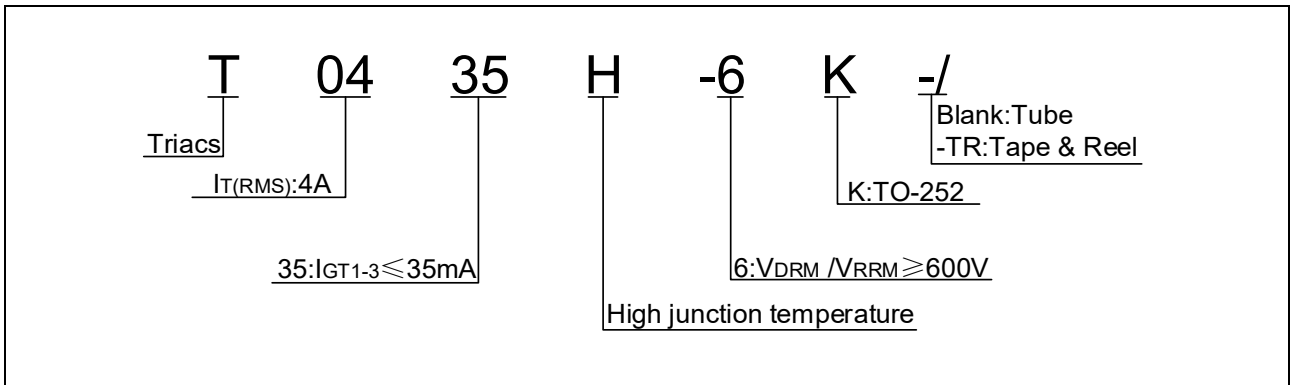 T 04 35 H -6 K -/
Blank:Tube
Triacs
-TR:Tape & Reel
IT(RMS):4A
K:TO-252
35:IGT1-3≤35mA
6:VDRM /VRRM≥600V
High junction temperature